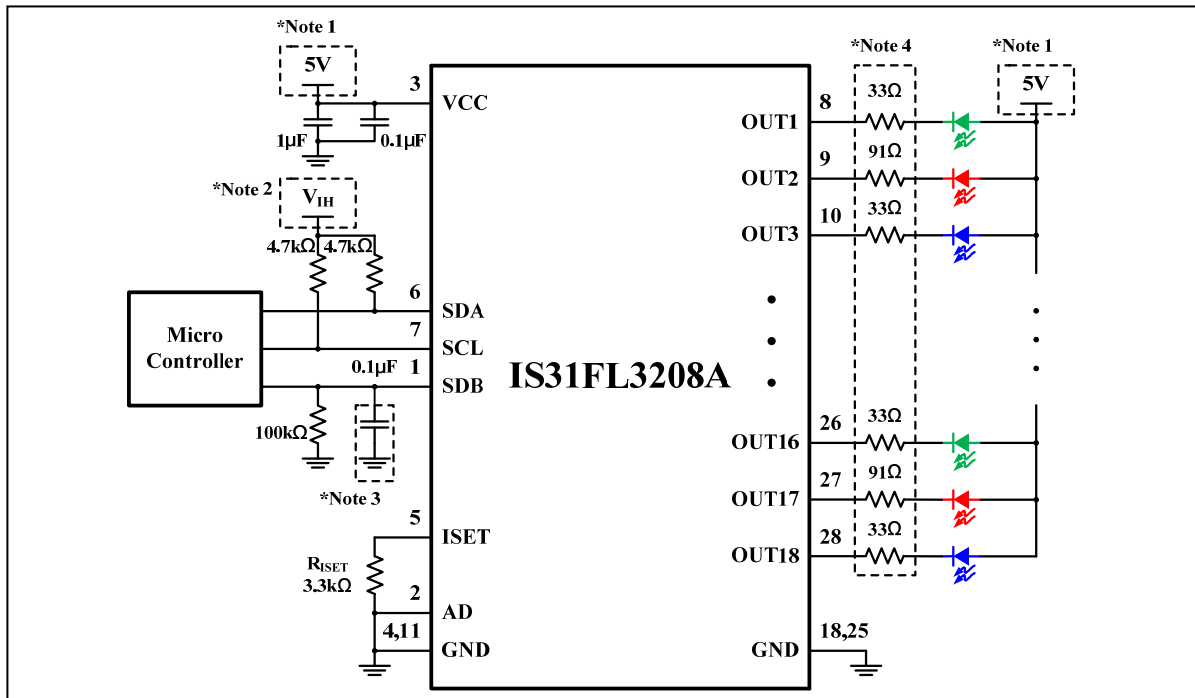 *Note 1
5V
3
VCC
1µF
0.1µF
*Note 2
VIH
4.7kΩ
4.7kΩ
Micro
Controller
6
SDA
7
SCL
0.1µF
1
SDB
100kΩ
*Note 3
5
ISET
RISET
3.3kΩ
2
AD
4,11
GND
IS31FL3208A
*Note 4
*Note 1
5V
OUT1
8
33Ω
OUT2
9
91Ω
OUT3
10
33Ω
OUT16
26
33Ω
OUT17
27
91Ω
OUT18
28
33Ω
GND
18,25